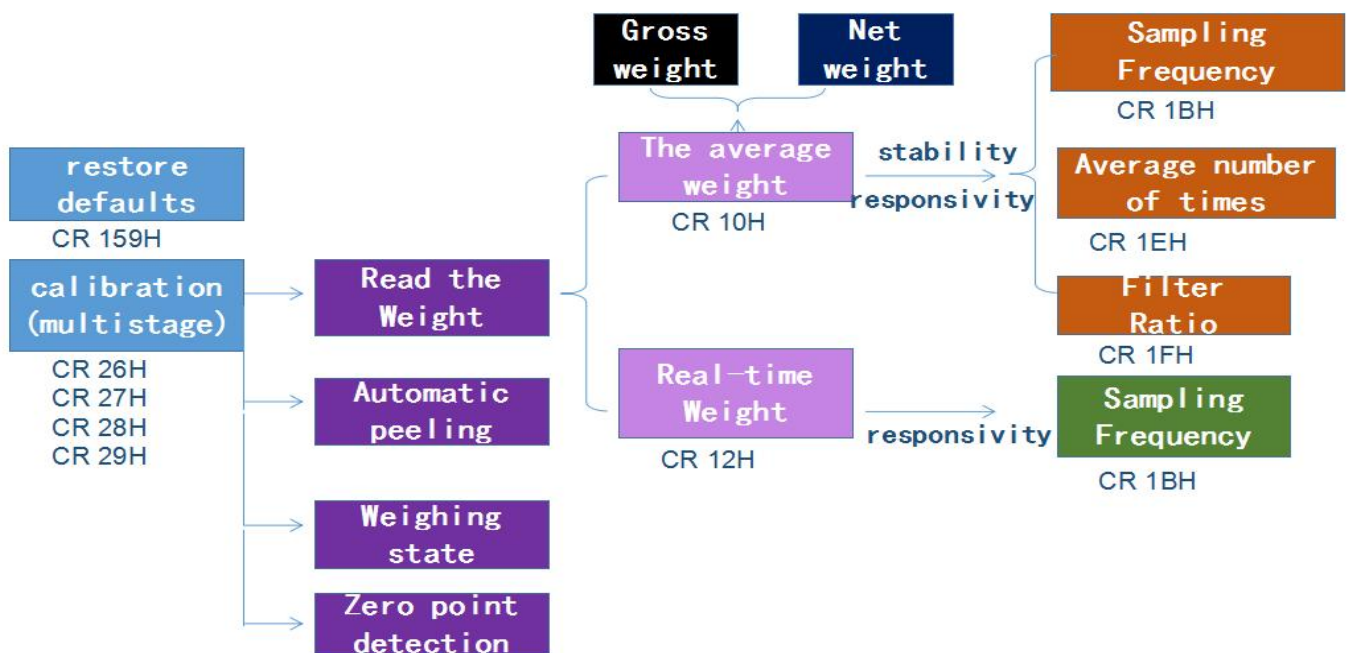 restore
defaults
CR 159H
calibration
(multistage)
CR 26H
CR 27H
CR 28H
CR 29H
Read the
Weight
Automatic
peeling
Weighing
state
Zero point
detection
Gross
weight
Net
weight
The average
weight
CR 10H
Real-time
Weight
CR 12H
stability
responsivity
responsivity
Sampling
Frequency
CR 1BH
Average number
of times
CR 1EH
Filter
Ratio
CR 1FH
Sampling
Frequency
CR 1BH